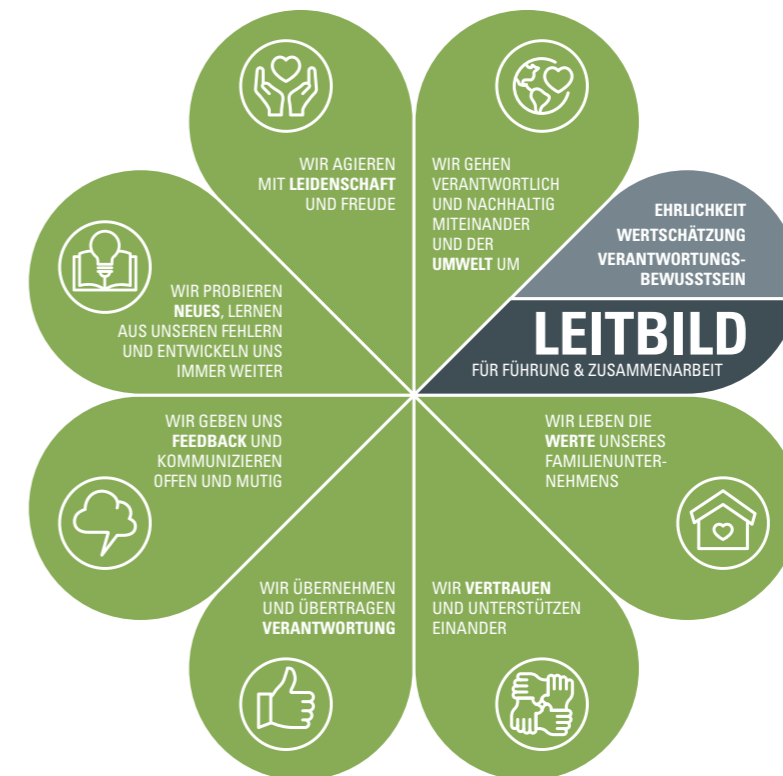 WIR AGIEREN
MIT LEIDENSCHAFT
UND FREUDE
WIR GEHEN
VERANTWORTLICH
UND NACHHALTIG
MITEINANDER
UND DER
UMWELT UM
EHRLICHKEIT
WERTSCHÄTZUNG
VERANTWORTUNGS-
BEWUSSTSEIN
LEITBILD
FÜR FÜHRUNG & ZUSAMMENARBEIT
WIR LEBEN DIE
WERTE UNSERES
FAMILIENUNTER-
NEHMENS
WIR VERTRAUEN
UND UNTERSTÜTZEN
EINANDER
WIR ÜBERNEHMEN
UND ÜBERTRAGEN
VERANTWORTUNG
WIR GEBEN UNS
FEEDBACK UND
KOMMUNIZIEREN
OFFEN UND MUTIG
WIR PROBIEREN
NEUES, LERNEN
AUS UNSEREN FEHLERN
UND ENTWICKELN UNS
IMMER WEITER